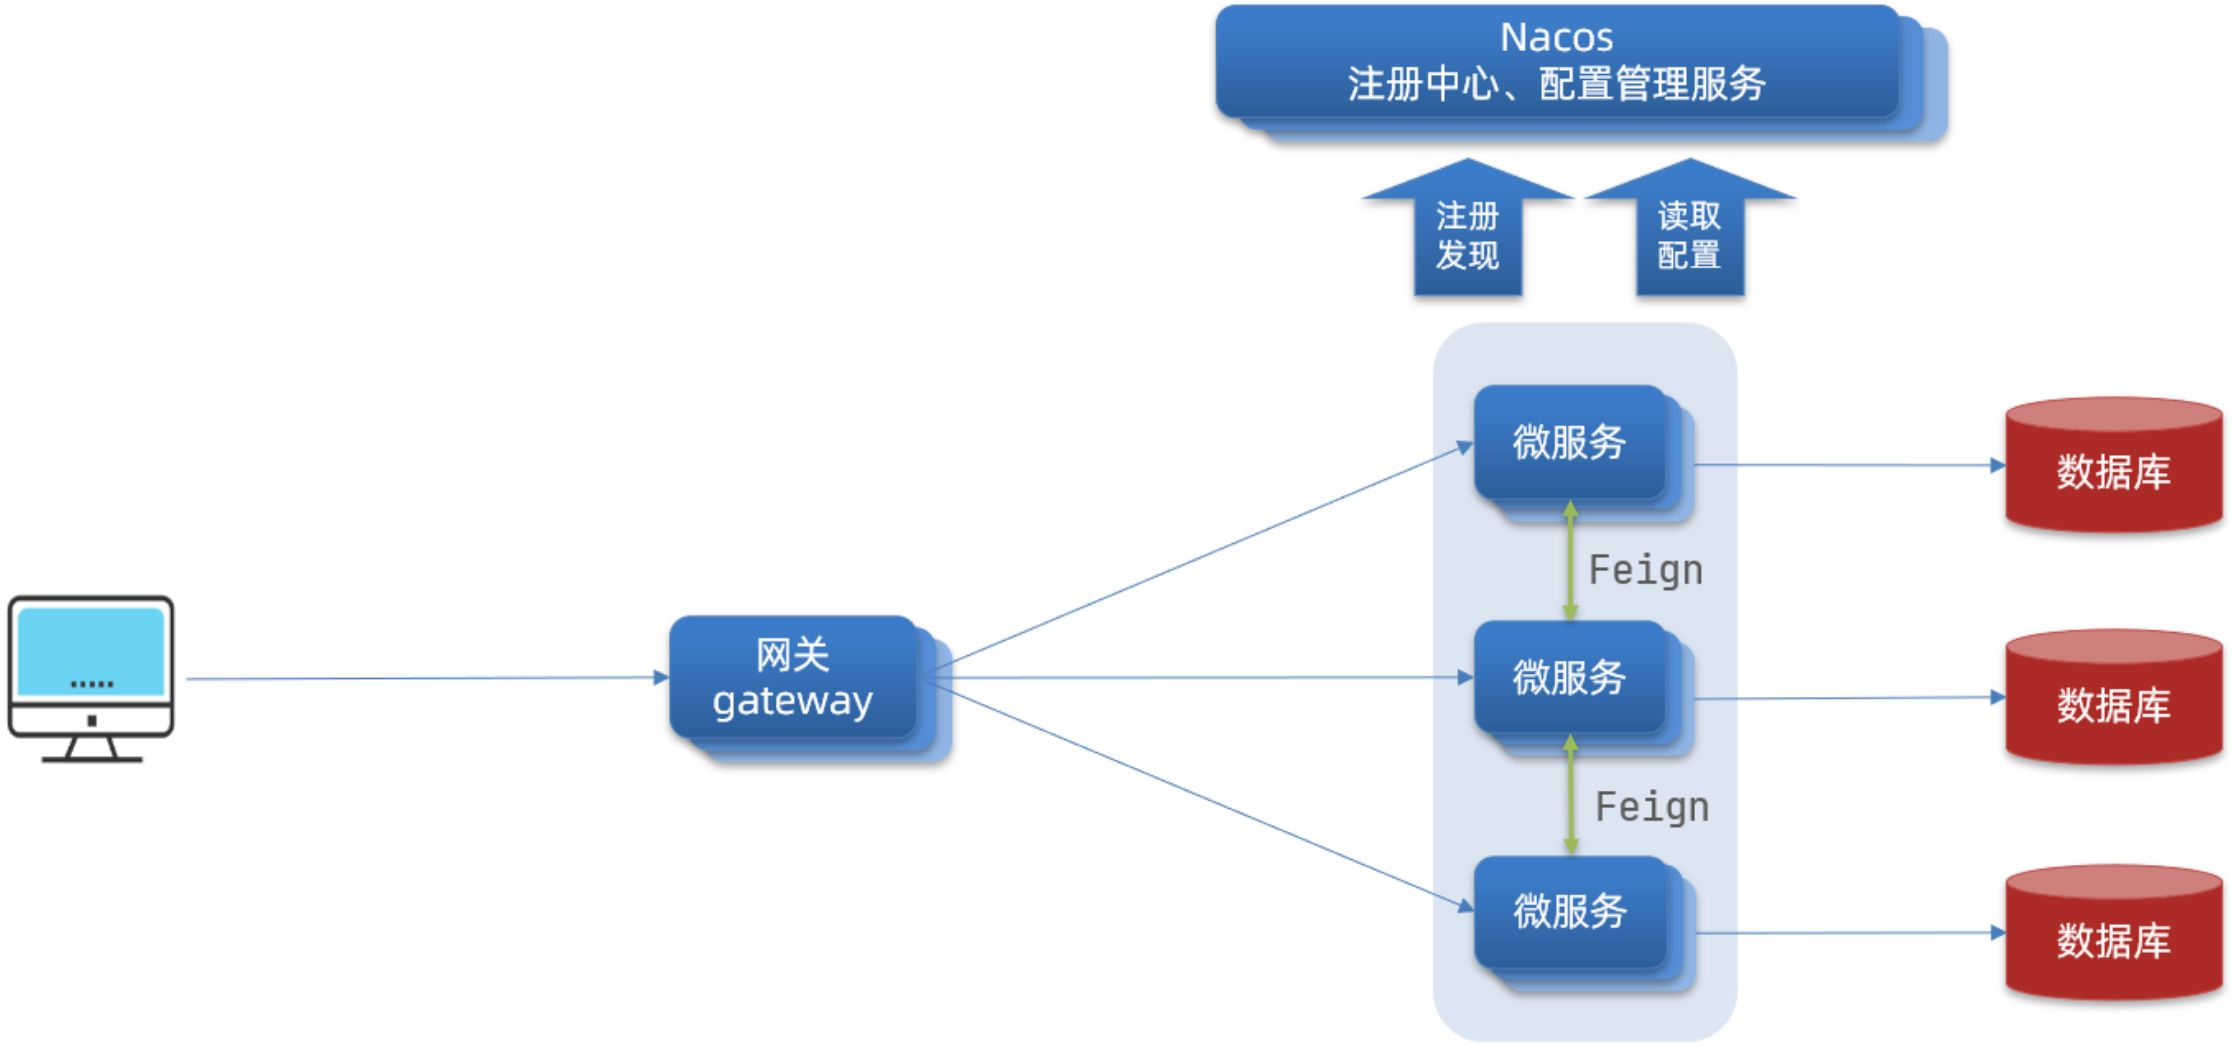 Nacos
注册中心、配置管理服务
注册
发现
读取
配置
微服务
数据库
Feign
网关
gateway
微服务
数据库
Feign
微服务
数据库